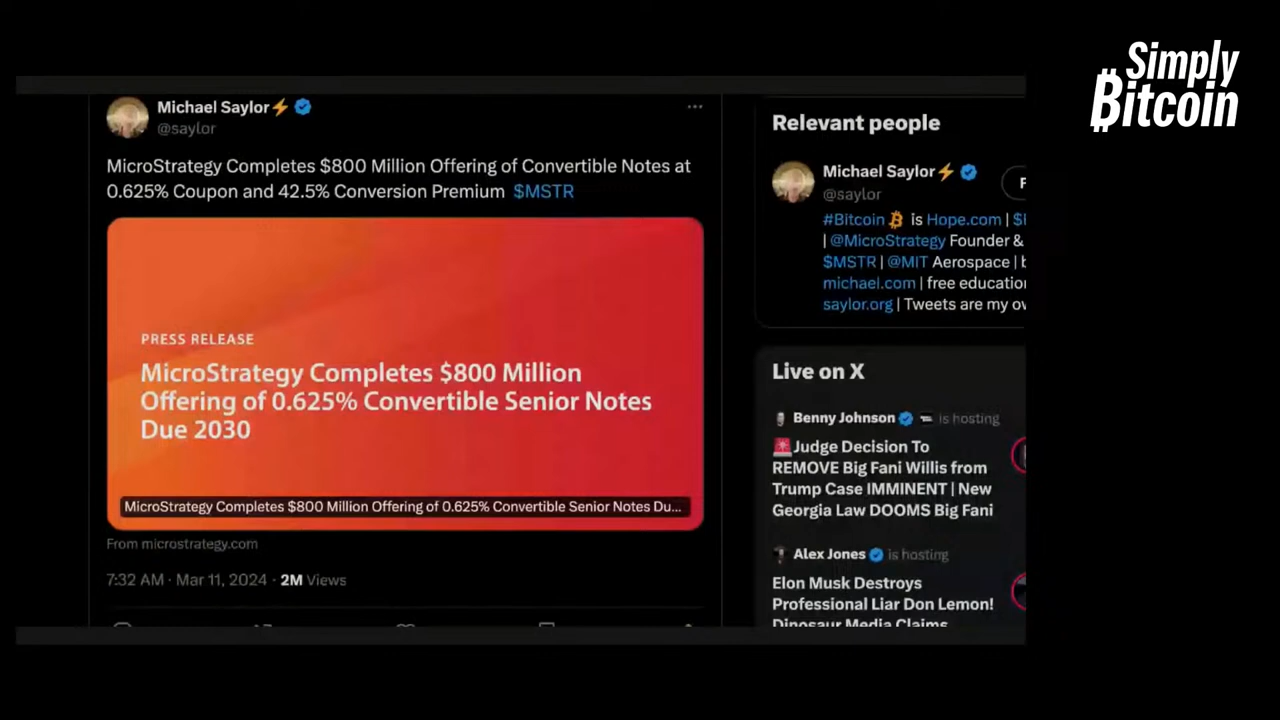 Simply
Bitcoin
Michael Saylor⚡
@saylor
MicroStrategy Completes $800 Million Offering of Convertible Notes at
0.625% Coupon and 42.5% Conversion Premium $MSTR
PRESS RELEASE
MicroStrategy Completes $800 Million
Offering of 0.625% Convertible Senior Notes
Due 2030
MicroStrategy Completes $800 Million Offering of 0.625% Convertible Senior Notes Du...
From microstrategy.com
7:32 AM · Mar 11, 2024 · 2M Views
Relevant people
Michael Saylor⚡
@saylor
#Bitcoin ₿ is Hope.com |
| @MicroStrategy Founder &
$MSTR | @MIT Aerospace |
michael.com | free
saylor.org | Tweets are my
Live on X
Benny Johnson is hosting
🚨Judge Decision To
REMOVE Big Fani Willis from
Trump Case IMMINENT | New
Georgia Law DOOMS Big Fani
Alex Jones is hosting
Elon Musk Destroys
Professional Liar Don Lemon!
Dinosaur Media Claims